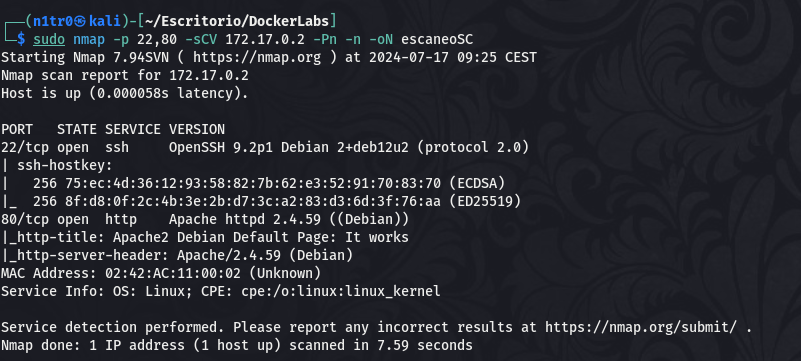 ┌──(n1tr0㉿kali)-[~/Escritorio/DockerLabs]
└─$ sudo nmap -p 22,80 -sCV 172.17.0.2 -Pn -n -oN escaneoSC
Starting Nmap 7.94SVN ( https://nmap.org ) at 2024-07-17 09:25 CEST
Nmap scan report for 172.17.0.2
Host is up (0.000058s latency).

PORT   STATE SERVICE VERSION
22/tcp open  ssh     OpenSSH 9.2p1 Debian 2+deb12u2 (protocol 2.0)
| ssh-hostkey:
|   256 75:ec:4d:36:12:93:58:82:7b:62:e3:52:91:70:83:70 (ECDSA)
|_  256 8f:d8:0f:2c:4b:3e:2b:d7:3c:a2:83:d3:6d:3f:76:aa (ED25519)
80/tcp open  http    Apache httpd 2.4.59 ((Debian))
|_http-title: Apache2 Debian Default Page: It works
|_http-server-header: Apache/2.4.59 (Debian)
MAC Address: 02:42:AC:11:00:02 (Unknown)
Service Info: OS: Linux; CPE: cpe:/o:linux:linux_kernel

Service detection performed. Please report any incorrect results at https://nmap.org/submit/ .
Nmap done: 1 IP address (1 host up) scanned in 7.59 seconds